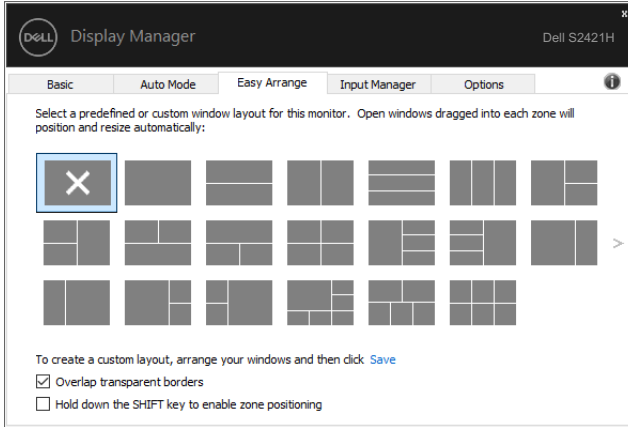 x
DELL Display Manager
Dell S2421H
Basic Auto Mode Easy Arrange Input Manager Options i
Select a predefined or custom window layout for this monitor. Open windows dragged into each zone will
position and resize automatically:
>
To create a custom layout, arrange your windows and then click Save
Overlap transparent borders
Hold down the SHIFT key to enable zone positioning